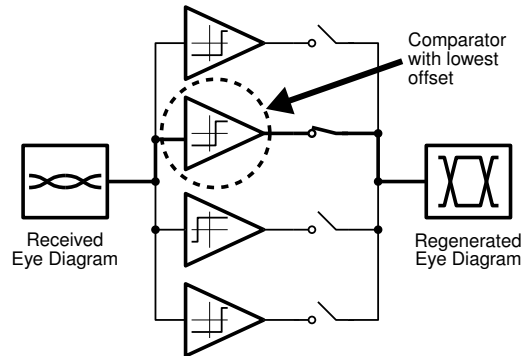 Comparator
with lowest
offset
Received
Eye Diagram
Regenerated
Eye Diagram